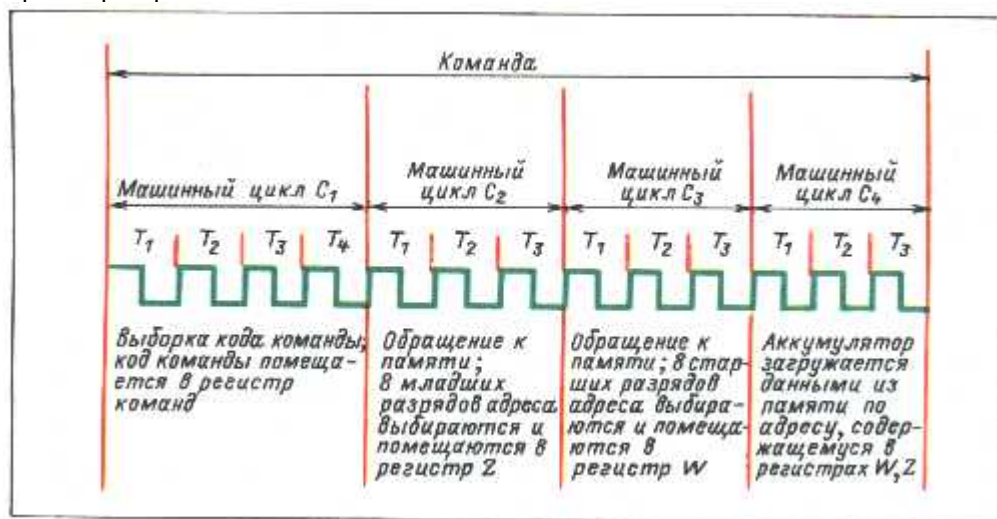 Команда
Машинный цикл C₁
Машинный
цикл C₂
Машинный
цикл C₃
Машинный
цикл C₄
T₁ T₂ T₃ T₄ T₁ T₂ T₃ T₁ T₂ T₃ T₁ T₂ T₃
Выборка кода команды;
код команды помеща-
ется в регистр
команд
Обращение к
памяти;
8 младших
разрядов адреса
выбираются и
помещаются в
регистр Z
Обращение к
памяти; 8 стар-
ших разрядов
адреса выбира-
ются и помеща-
ются в
регистр W
Аккумулятор
загружается
данными из
памяти по
адресу, содер-
жащемуся в
регистрах W,Z